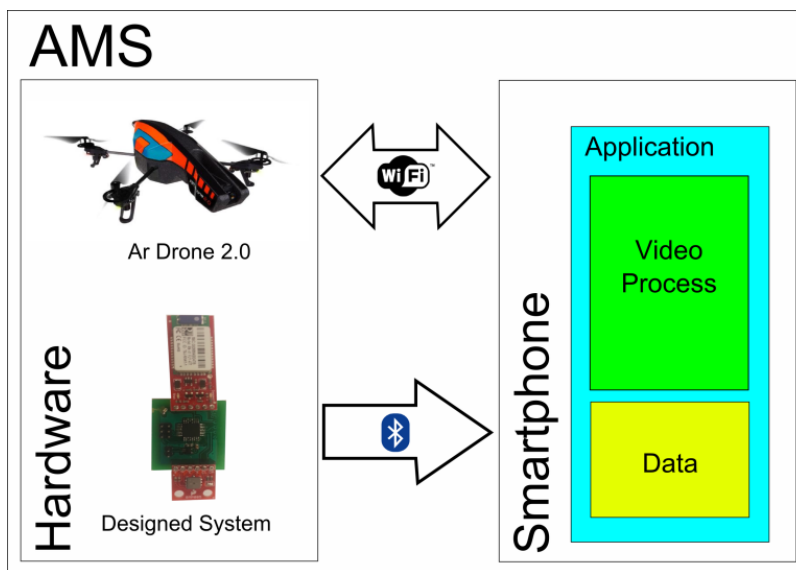 AMS
Ar Drone 2.0
Hardware
Designed System
WiFi
Smartphone
Application
Video
Process
Data